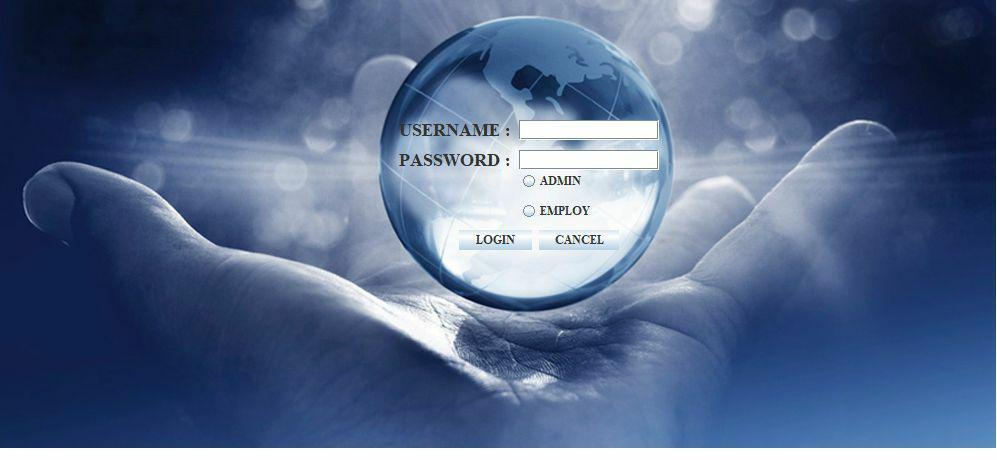 USERNAME :
PASSWORD :
ADMIN
EMPLOY
LOGIN CANCEL